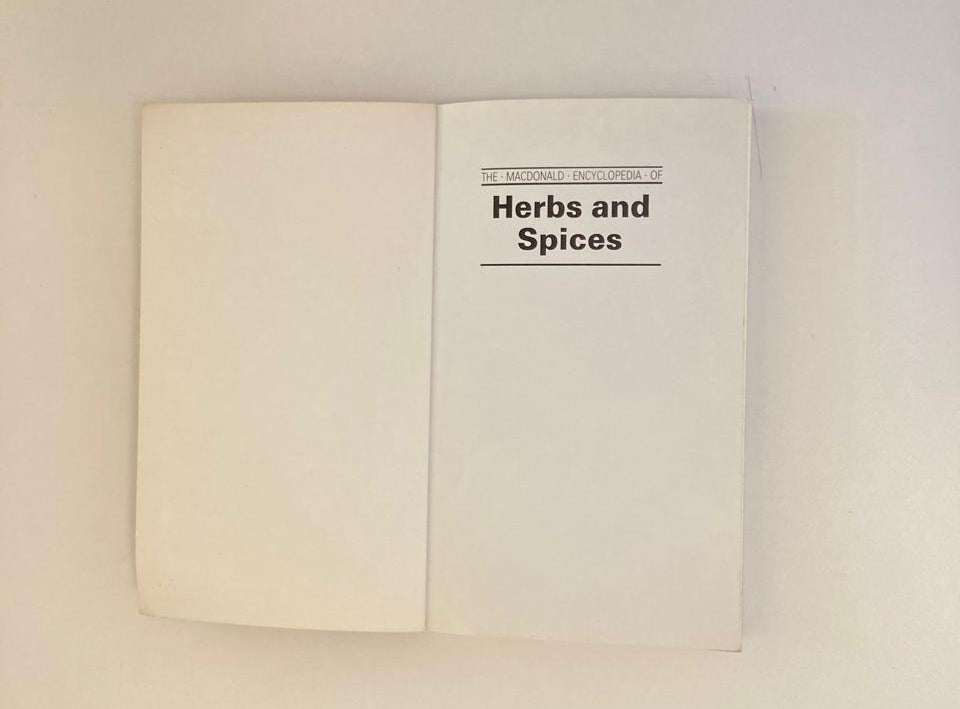 THE · MACDONALD · ENCYCLOPEDIA · OF
Herbs and
Spices